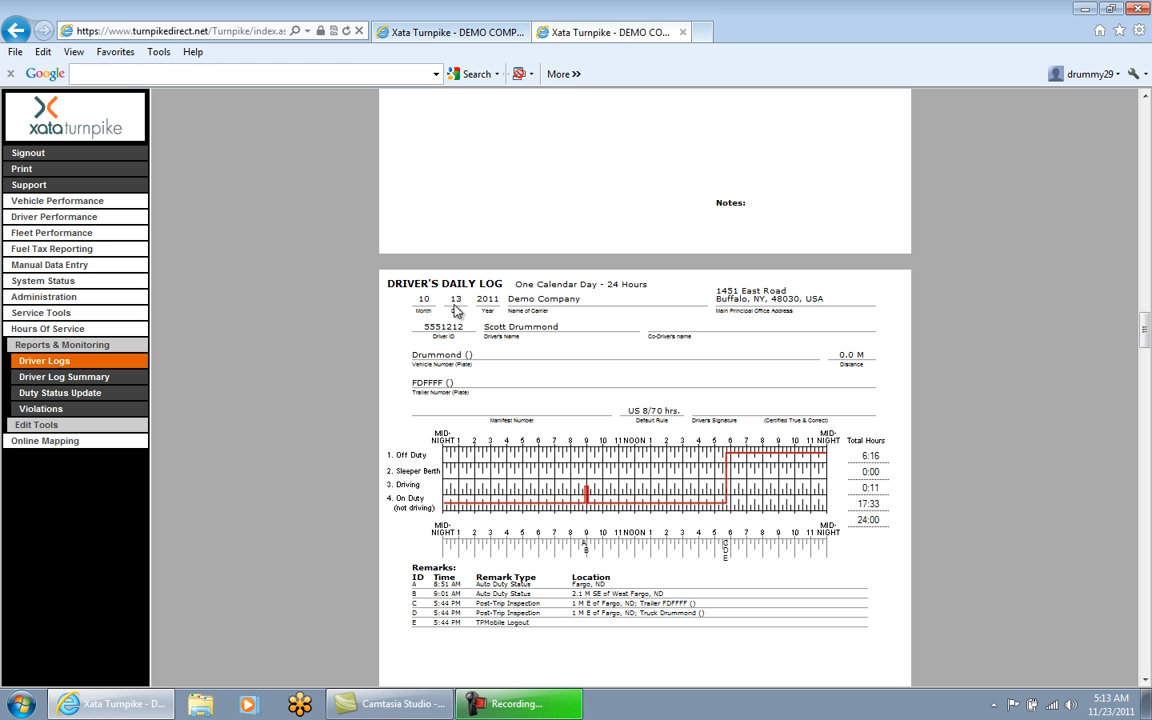 https://www.turnpikedirect.net/Turnpike/index.as
Xata Turnpike - DEMO COMP...
Xata Turnpike - DEMO CO...
File Edit View Favorites Tools Help
Google Search More »
drummy29
xata turnpike
Signout
Print
Support
Vehicle Performance
Driver Performance
Fleet Performance
Fuel Tax Reporting
Manual Data Entry
System Status
Administration
Service Tools
Hours Of Service
Reports & Monitoring
Driver Logs
Driver Log Summary
Duty Status Update
Violations
Edit Tools
Online Mapping
Notes:
DRIVER'S DAILY LOG One Calendar Day - 24 Hours
1451 East Road
10 13 2011 Demo Company Buffalo, NY, 48030, USA
Month Year Name of Carrier Main Principal Office Address
5551212 Scott Drummond
Driver ID Driver's Name Co-Driver's name
Drummond () 0.0 M
Vehicle Number (Plate) Distance
FDFFFF ()
Trailer Number (Plate)
US 8/70 hrs.
Manifest Number Default Rule Driver's Signature (Certified True & Correct)
MID- MID-
NIGHT 1 2 3 4 5 6 7 8 9 10 11 NOON 1 2 3 4 5 6 7 8 9 10 11 NIGHT Total Hours
1. Off Duty 6:16
2. Sleeper Berth 0:00
3. Driving 0:11
4. On Duty 17:33
(not driving)
24:00
MID- MID-
NIGHT 1 2 3 4 5 6 7 8 9 10 11 NOON 1 2 3 4 5 6 7 8 9 10 11 NIGHT
A C
B D
E
Remarks:
ID Time Remark Type Location
A 8:51 AM Auto Duty Status Fargo, ND
B 9:01 AM Auto Duty Status 2.1 M SE of West Fargo, ND
C 5:44 PM Post-Trip Inspection 1 M E of Fargo, ND; Trailer FDFFFF ()
D 5:44 PM Post-Trip Inspection 1 M E of Fargo, ND; Truck Drummond ()
E 5:44 PM TPMobile Logout
Xata Turnpike - D...
Camtasia Studio -...
Recording...
5:13 AM
11/23/2011